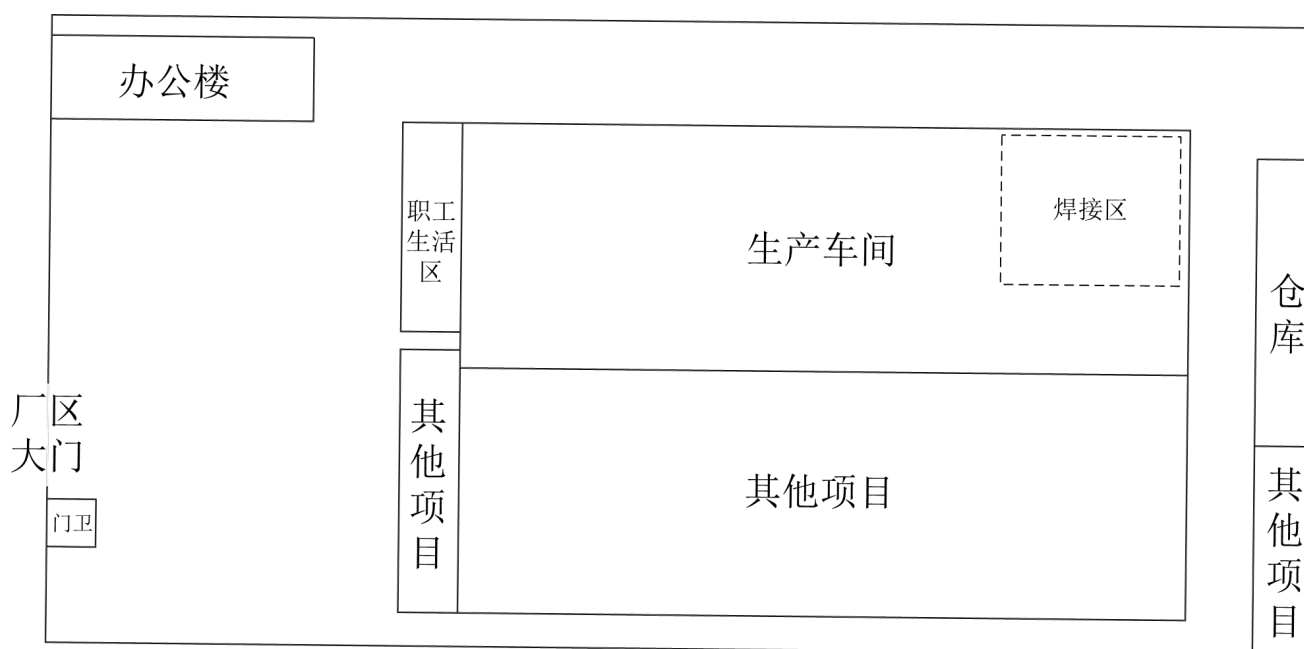 办公楼
职工
生活
区
生产车间
焊接区
仓
库
厂区
大门
门卫
其
他
项
目
其他项目
其
他
项
目